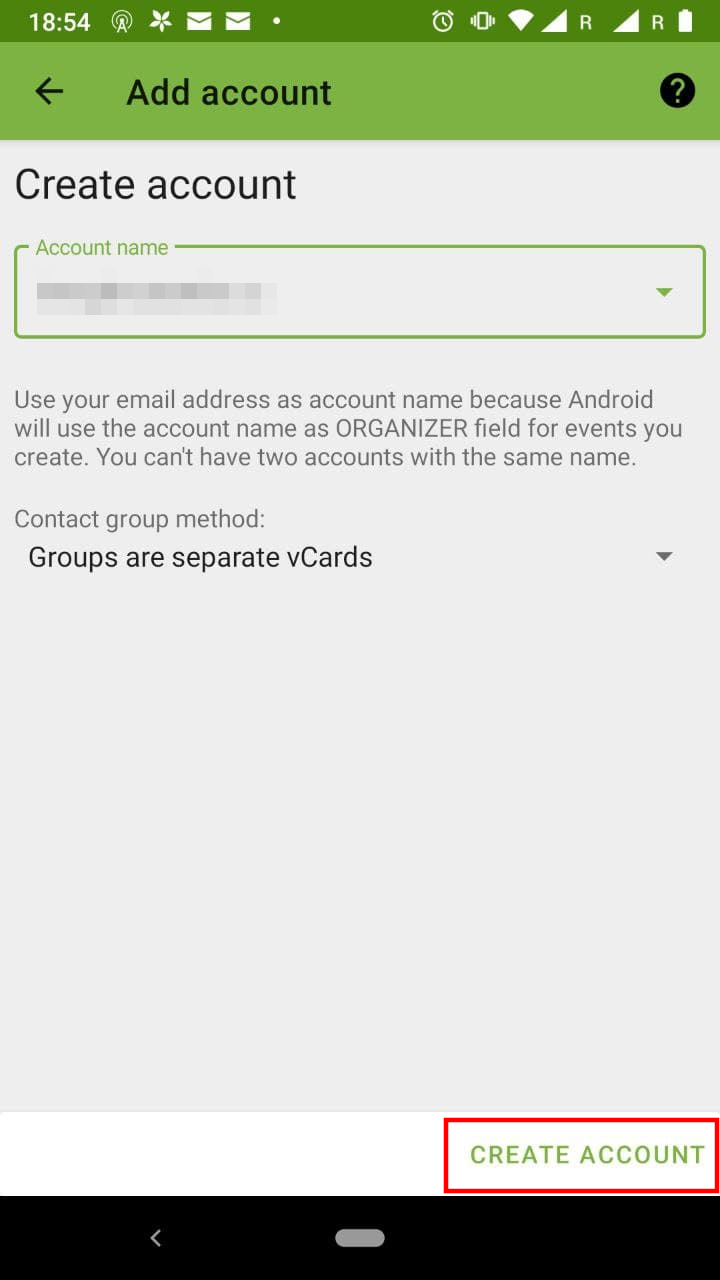 18:54
R
R
Add account
Create account
Account name
Use your email address as account name because Android
will use the account name as ORGANIZER field for events you
create. You can't have two accounts with the same name.
Contact group method:
Groups are separate vCards
CREATE ACCOUNT